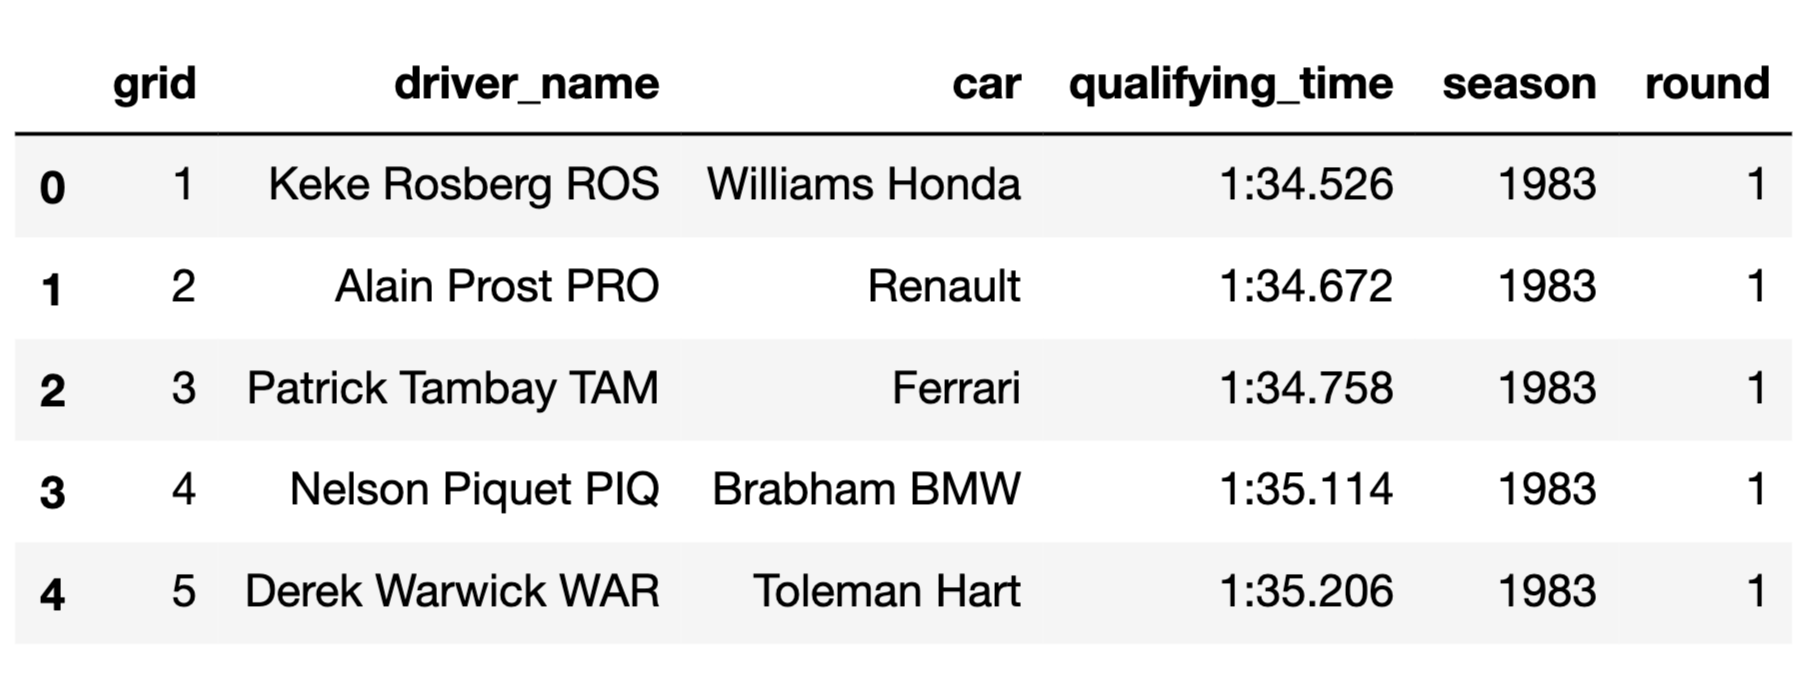 grid driver_name car qualifying_time season round
0 1 Keke Rosberg ROS Williams Honda 1:34.526 1983 1
1 2 Alain Prost PRO Renault 1:34.672 1983 1
2 3 Patrick Tambay TAM Ferrari 1:34.758 1983 1
3 4 Nelson Piquet PIQ Brabham BMW 1:35.114 1983 1
4 5 Derek Warwick WAR Toleman Hart 1:35.206 1983 1